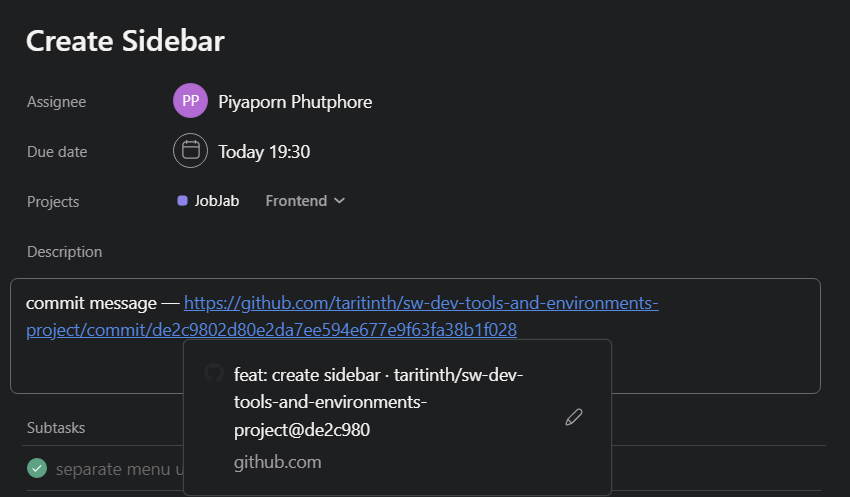 Create Sidebar
Assignee
PP Piyaporn Phutphore
Due date
Today 19:30
Projects
JobJab Frontend
Description
commit message — https://github.com/taritinth/sw-dev-tools-and-environments-
project/commit/de2c9802d80e2da7ee594e677e9f63fa38b1f028
feat: create sidebar · taritinth/sw-dev-
tools-and-environments-
project@de2c980
github.com
Subtasks
separate menu u